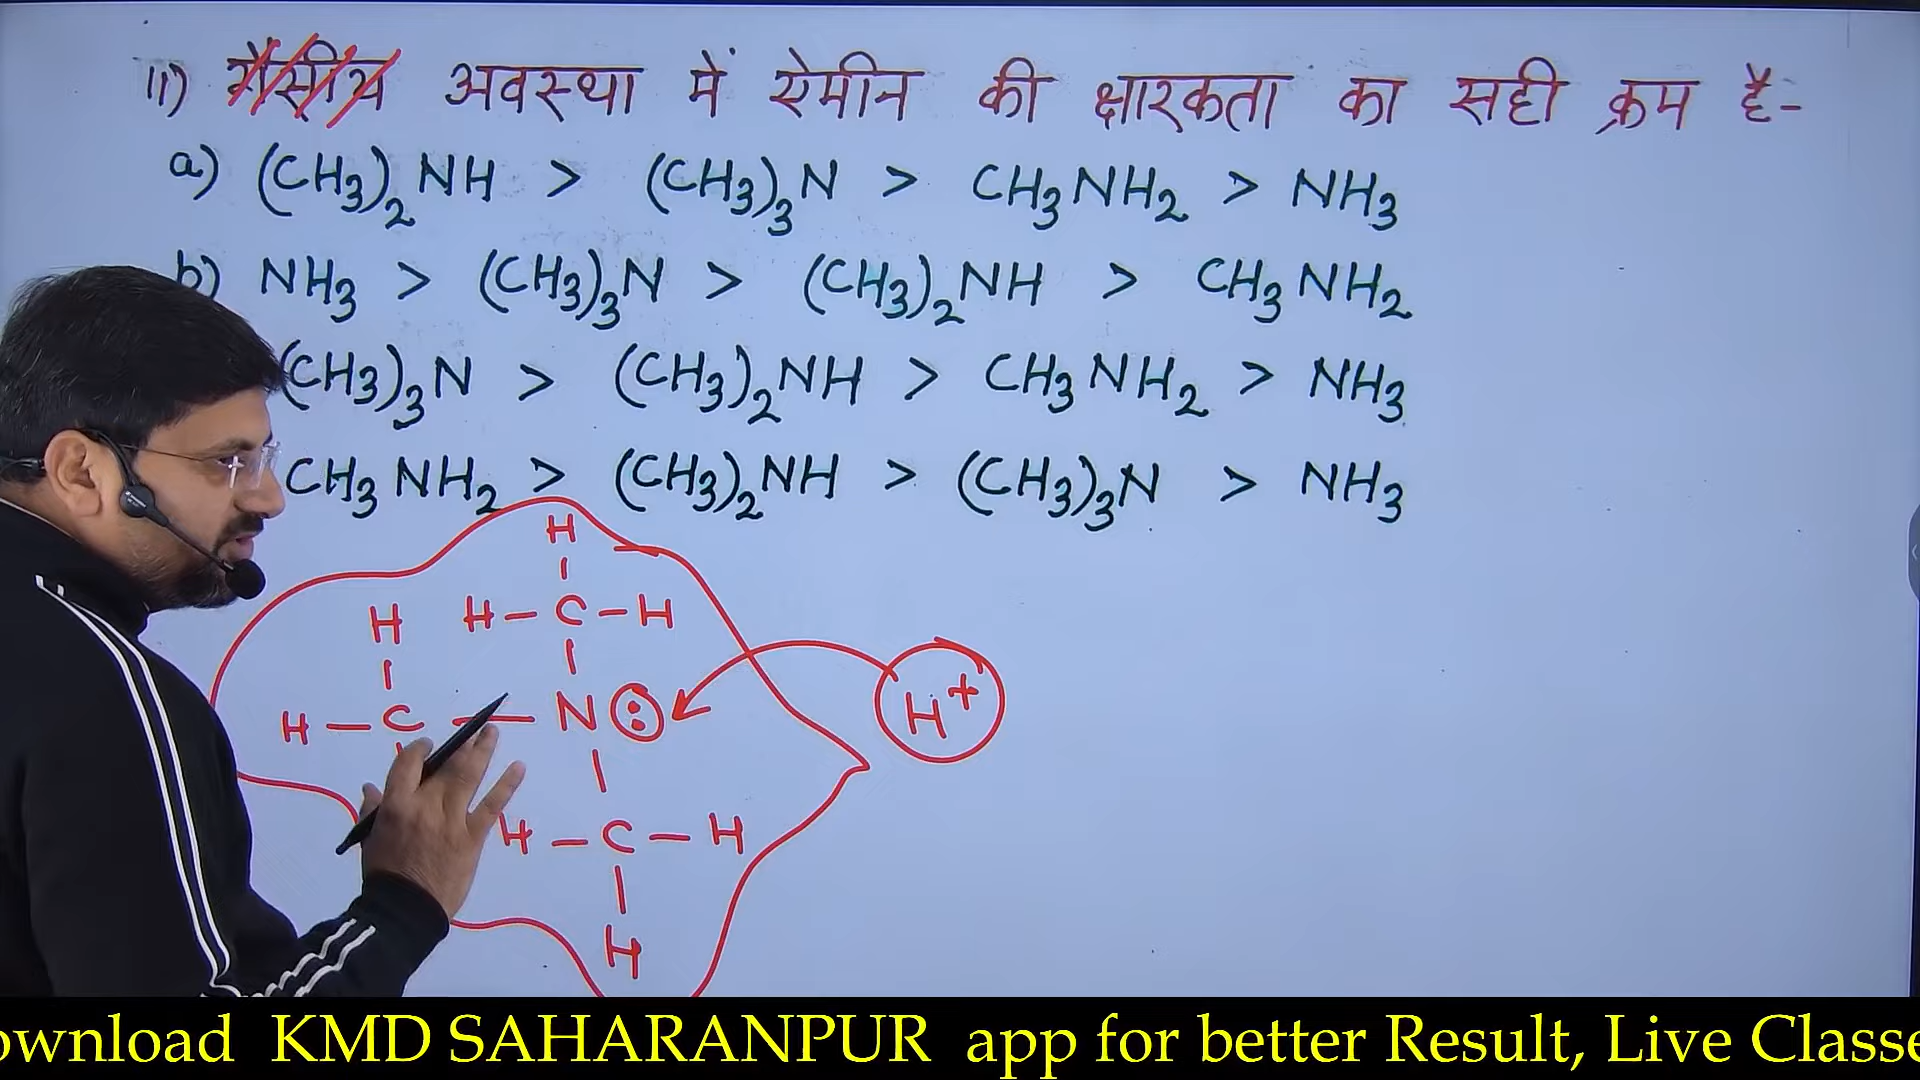 11) गैसीय अवस्था में ऐमीन की क्षारकता का सही क्रम है-
a) (CH3)2NH > (CH3)3N > CH3NH2 > NH3
b) NH3 > (CH3)3N > (CH3)2NH > CH3NH2
(CH3)3N > (CH3)2NH > CH3NH2 > NH3
CH3NH2 > (CH3)2NH > (CH3)3N > NH3
H
H H-C-H
H-C-N: H+
H-C-H
H
ownload KMD SAHARANPUR app for better Result, Live Classe